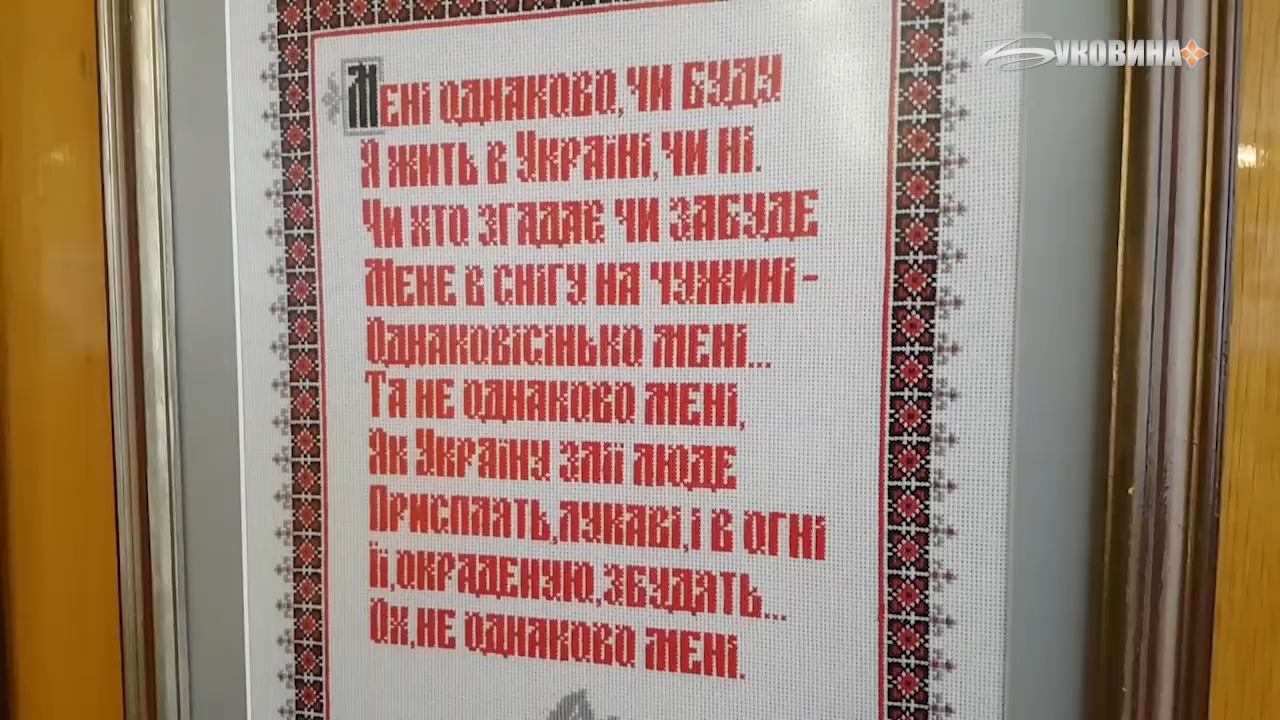 БУКОВИНА
Мені однаково, чи буду
Я жить в Україні, чи ні.
Чи хто згадає чи забуде
Мене в снігу на чужині -
Однаковісінько мені...
Та не однаково мені,
Як Україну злії люде
Присплять, лукаві, і в огні
Її, окраденую, збудать...
Ох, не однаково мені.